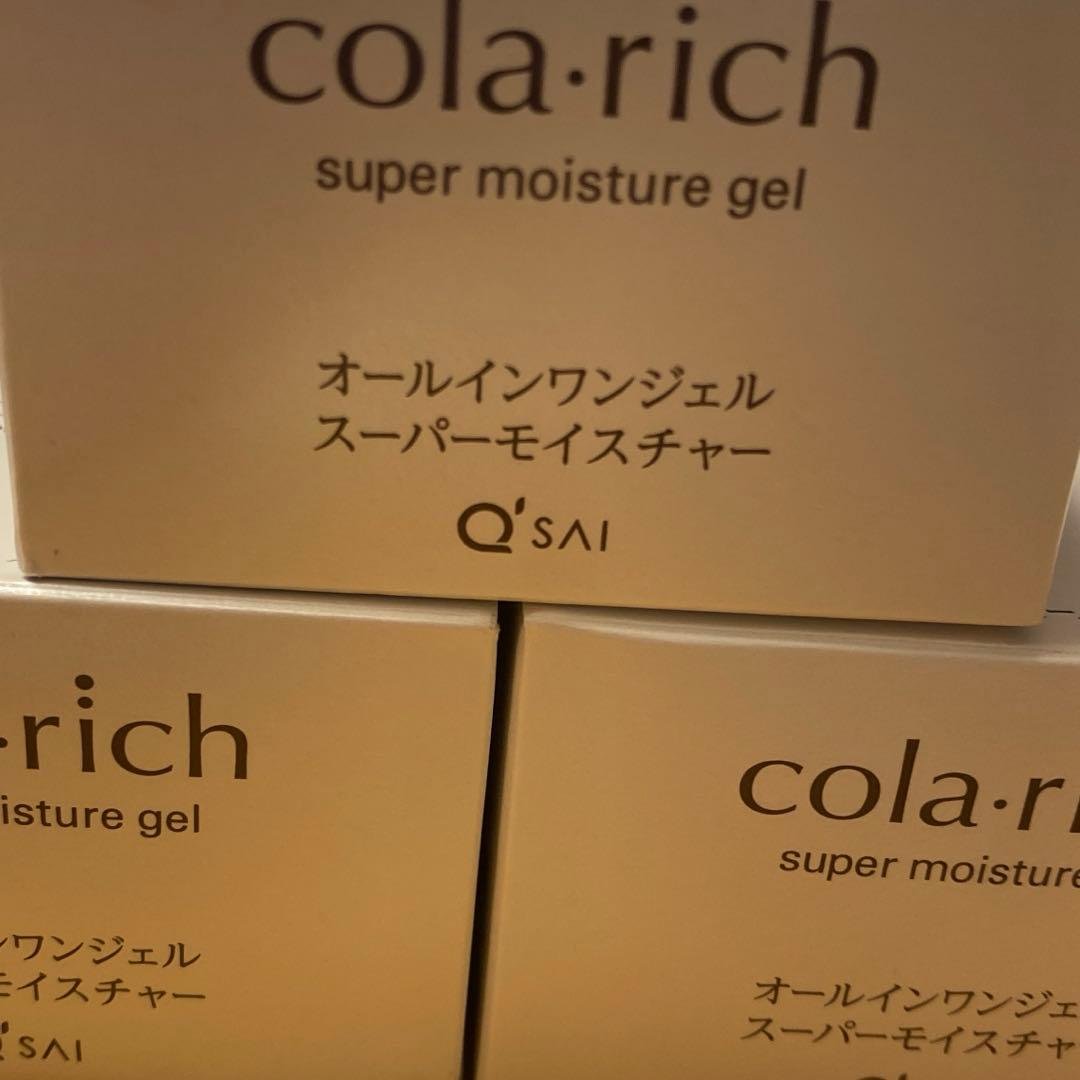 cola·rich
super moisture gel
オールインワンジェル
スーパーモイスチャー
Q'SAI
·rich
isture gel
ンワンジェル
モイスチャー
Q'SAI
cola·ri
super moisture
オールインワンジェ
スーパーモイスチャ